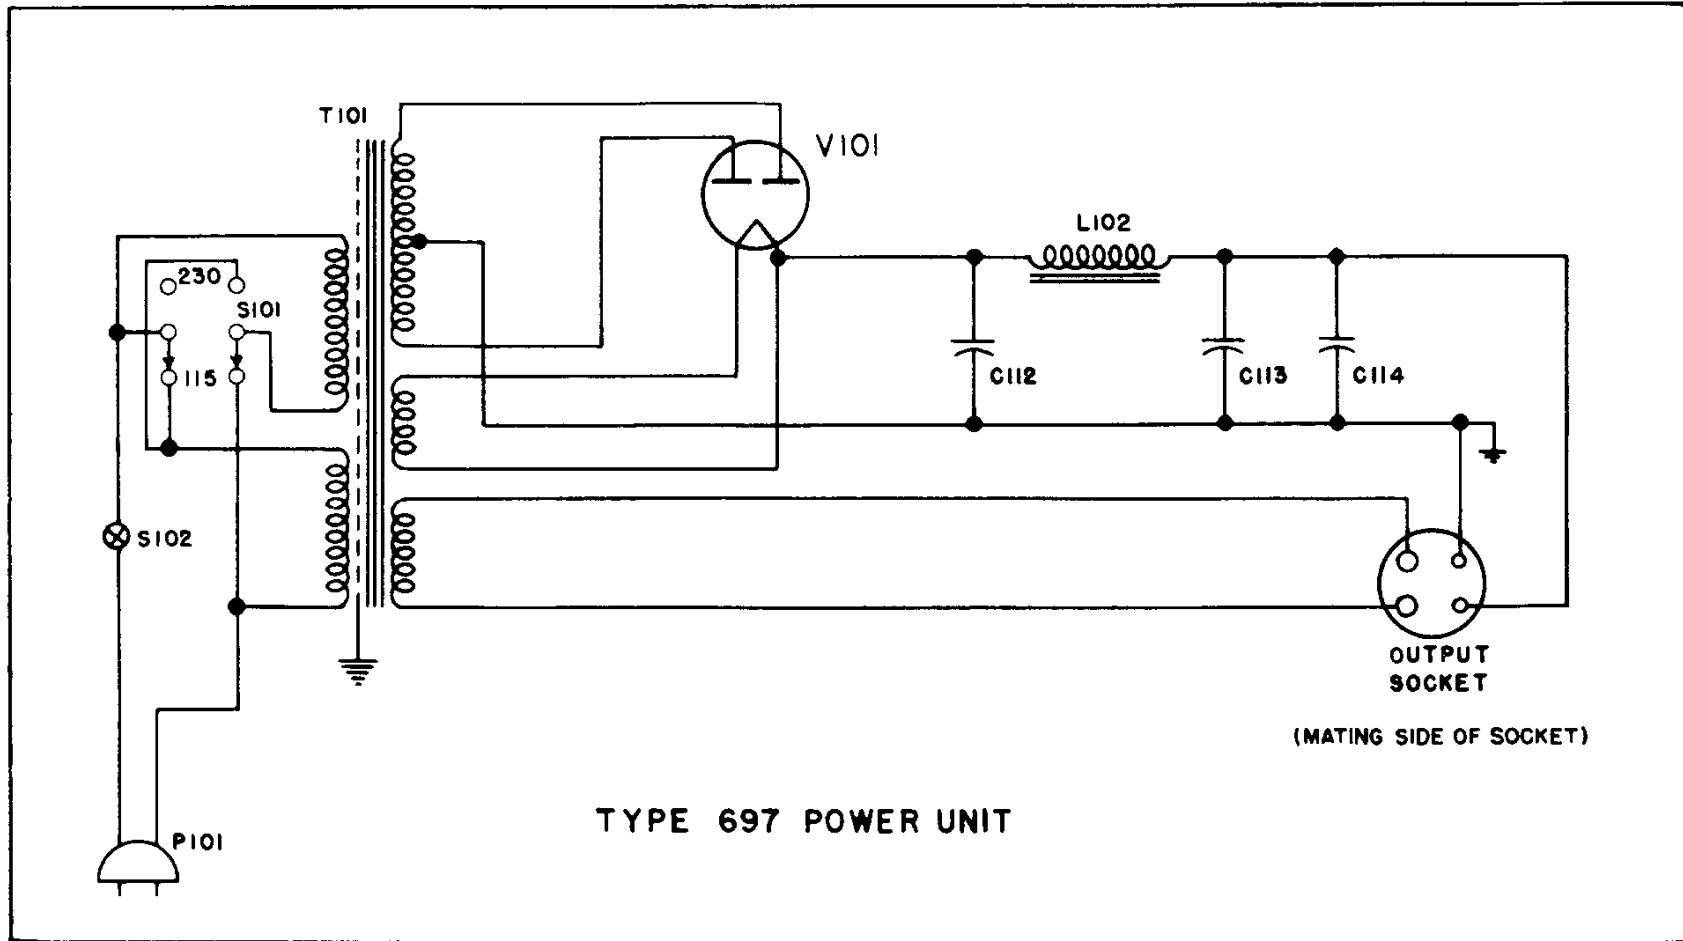 T101
V101
L102
230
S101
115
C112
C113
C114
S102
OUTPUT
SOCKET
(MATING SIDE OF SOCKET)
TYPE 697 POWER UNIT
P101